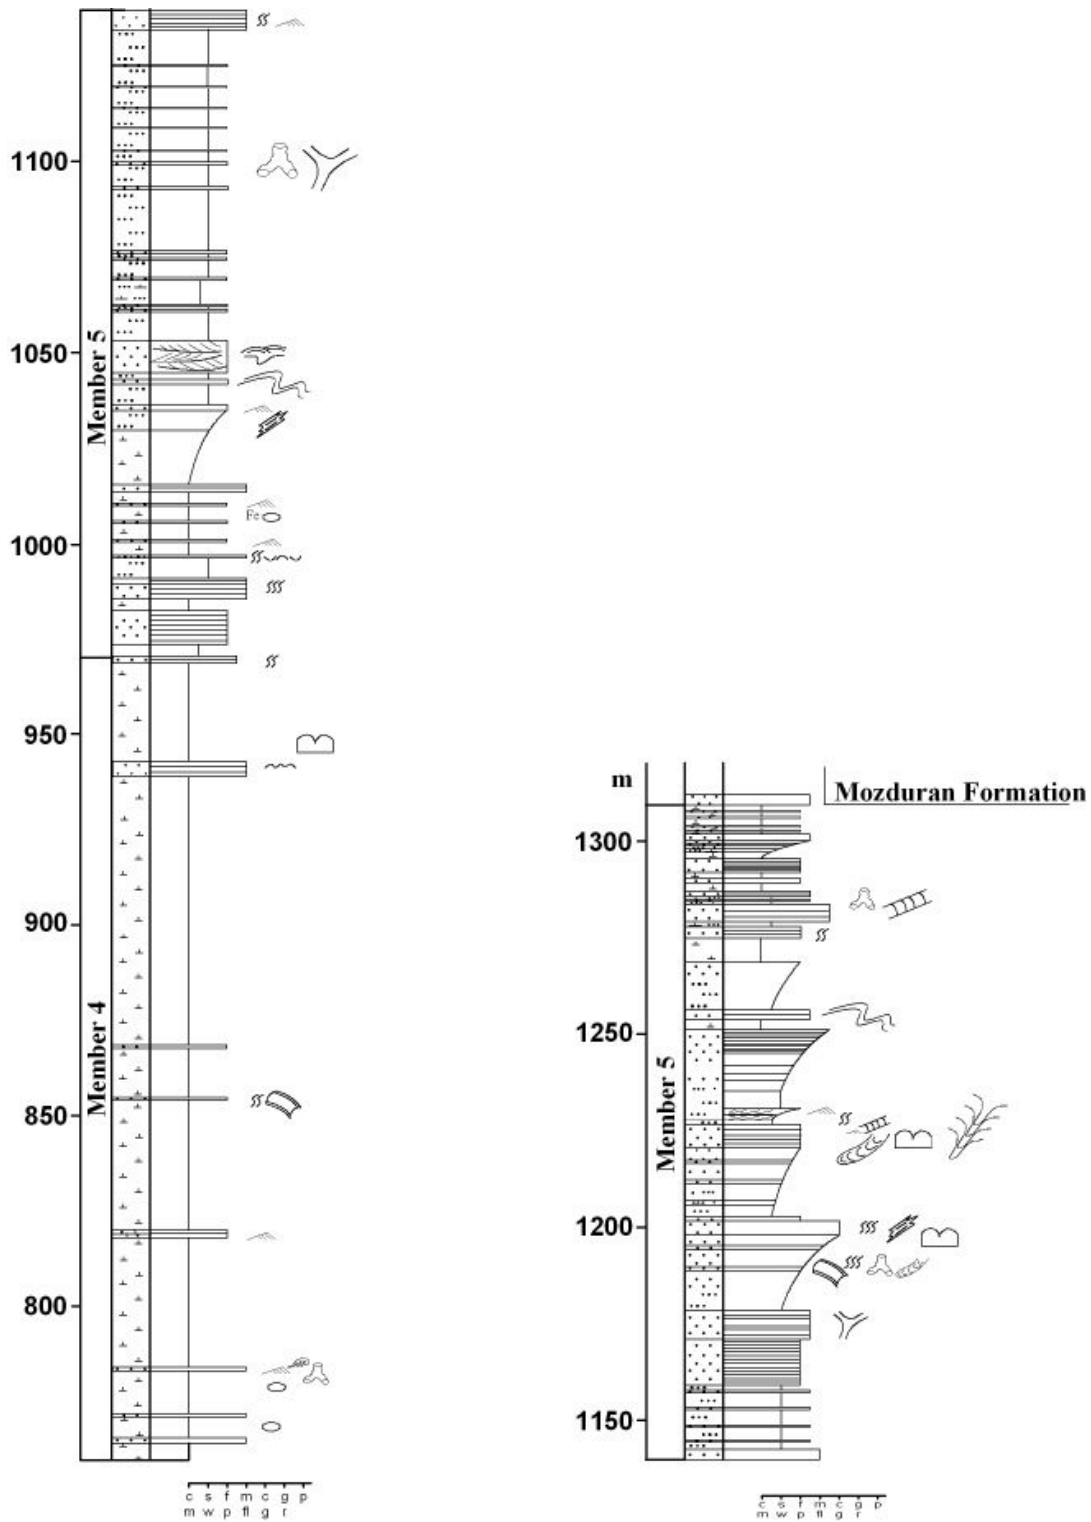 1100
1050
1000
950
900
850
800
Member 5
Member 4
Fe
c s f m c g p
m w p fl g r
m
Mozduran Formation
1300
1250
1200
1150
Member 5
c s f m c g p
m w p fl g r